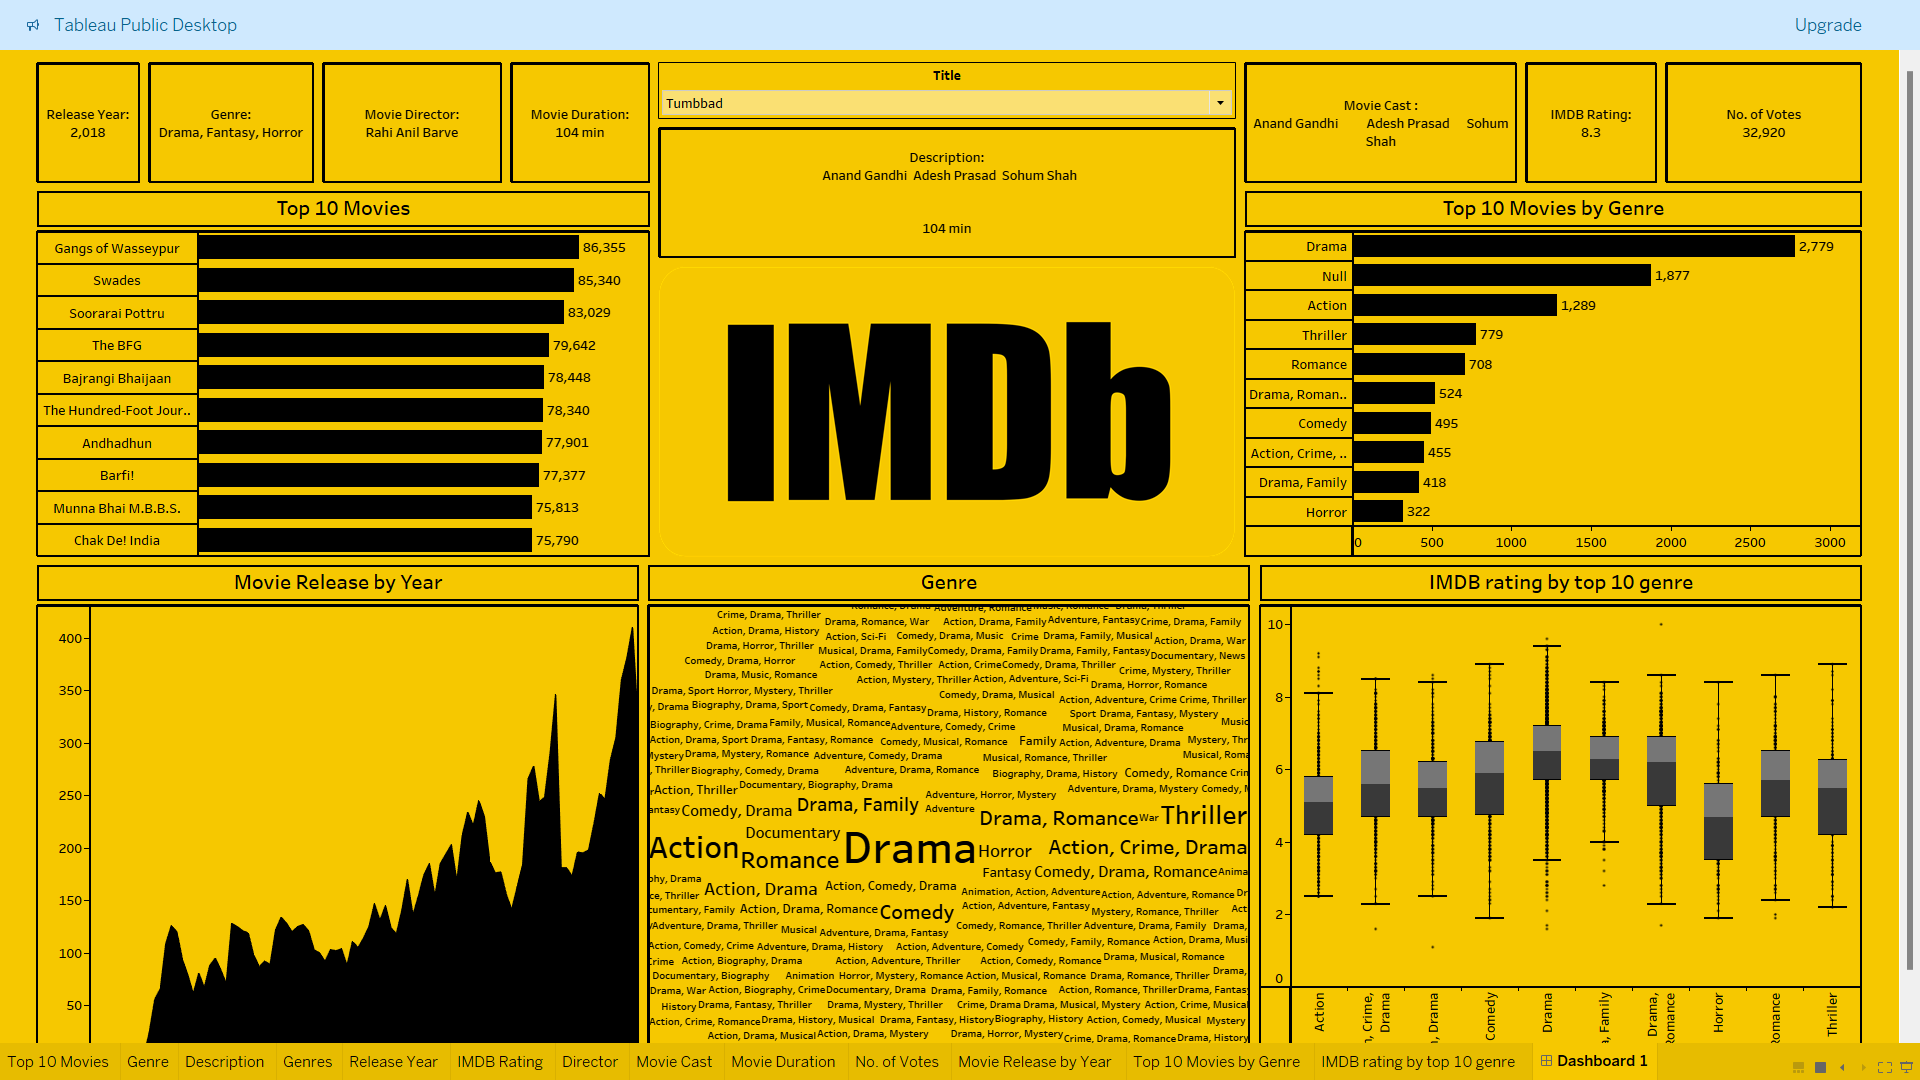 Tableau Public Desktop
Upgrade
Release Year:
2,018
Genre:
Drama, Fantasy, Horror
Movie Director:
Rahi Anil Barve
Movie Duration:
104 min
Title
Tumbbad
Description:
Anand Gandhi Adesh Prasad Sohum Shah
104 min
Movie Cast :
Anand Gandhi Adesh Prasad Sohum
Shah
IMDB Rating:
8.3
No. of Votes
32,920
Top 10 Movies
Gangs of Wasseypur 86,355
Swades 85,340
Soorarai Pottru 83,029
The BFG 79,642
Bajrangi Bhaijaan 78,448
The Hundred-Foot Jour.. 78,340
Andhadhun 77,901
Barfi! 77,377
Munna Bhai M.B.B.S. 75,813
Chak De! India 75,790
IMDb
Top 10 Movies by Genre
Drama 2,779
Null 1,877
Action 1,289
Thriller 779
Romance 708
Drama, Roman.. 524
Comedy 495
Action, Crime, .. 455
Drama, Family 418
Horror 322
0 500 1000 1500 2000 2500 3000
Movie Release by Year
400
350
300
250
200
150
100
50
Genre
Crime, Drama, Thriller
Drama, Romance, War Action, Drama, Family Adventure, Fantasy Crime, Drama, Family
Action, Drama, History Action, Sci-Fi Comedy, Drama, Music Crime Drama, Family, Musical Action, Drama, War
Drama, Horror, Thriller Musical, Drama, Family Comedy, Drama, Family Drama, Family, Fantasy Documentary, News
Comedy, Drama, Horror Action, Comedy, Thriller Action, Crime Comedy, Drama, Thriller Crime, Mystery, Thriller
Drama, Music, Romance Action, Mystery, Thriller Action, Adventure, Sci-Fi Drama, Horror, Romance
Drama, Sport Horror, Mystery, Thriller Comedy, Drama, Musical Action, Adventure, Crime Crime, Thriller
, Drama Biography, Drama, Sport Comedy, Drama, Fantasy Drama, History, Romance Sport Drama, Fantasy, Mystery
Biography, Crime, Drama Family, Musical, Romance Adventure, Comedy, Crime Musical, Drama, Romance Music
Action, Drama, Sport Drama, Fantasy, Romance Comedy, Musical, Romance Family Action, Adventure, Drama Mystery, Thr
Mystery Drama, Mystery, Romance Adventure, Comedy, Drama Musical, Romance, Thriller Musical, Roma
, Thriller Biography, Comedy, Drama Adventure, Drama, Romance Biography, Drama, History Comedy, Romance Crin
Action, Thriller Documentary, Biography, Drama Adventure, Horror, Mystery Adventure, Drama, Mystery Comedy,
antasy Comedy, Drama Drama, Family Adventure Drama, Romance War Thriller
Documentary
Action Romance Drama Horror Action, Crime, Drama
Fantasy Comedy, Drama, Romance Anima
phy, Drama
Action, Drama Action, Comedy, Drama Animation, Action, Adventure Action, Adventure, Romance Dr
ce, Thriller
cumentary, Family Action, Drama, Romance Comedy Action, Adventure, Fantasy Mystery, Romance, Thriller Act
Adventure, Drama, Thriller Musical Adventure, Drama, Fantasy Comedy, Romance, Thriller Adventure, Drama, Family Drama,
Action, Comedy, Crime Adventure, Drama, History Action, Adventure, Comedy Comedy, Family, Romance Action, Drama, Musi
Crime Action, Biography, Drama Action, Adventure, Thriller Action, Comedy, Romance Drama, Musical, Romance
Documentary, Biography Animation Horror, Mystery, Romance Action, Musical, Romance Drama, Romance, Thriller Drama,
Drama, War Action, Biography, Crime Documentary, Drama Drama, Family, Romance Action, Romance, Thriller Drama, Fantas
History Drama, Fantasy, Thriller Drama, Mystery, Thriller Crime, Drama Drama, Musical, Mystery Action, Crime, Musical
Action, Crime, Romance Drama, History, Musical Drama, Fantasy, History Biography, History Action, Comedy, Musical Mystery
Action, Drama, Musical Action, Drama, Mystery Drama, Horror, Mystery Crime, Drama, Romance Drama, History
IMDB rating by top 10 genre
10
8
6
4
2
0
Action
, Crime,
Drama
, Drama
Comedy
Drama
, Family
Drama,
Romance
Horror
Romance
Thriller
Top 10 Movies Genre Description Genres Release Year IMDB Rating Director Movie Cast Movie Duration No. of Votes Movie Release by Year Top 10 Movies by Genre IMDB rating by top 10 genre Dashboard 1